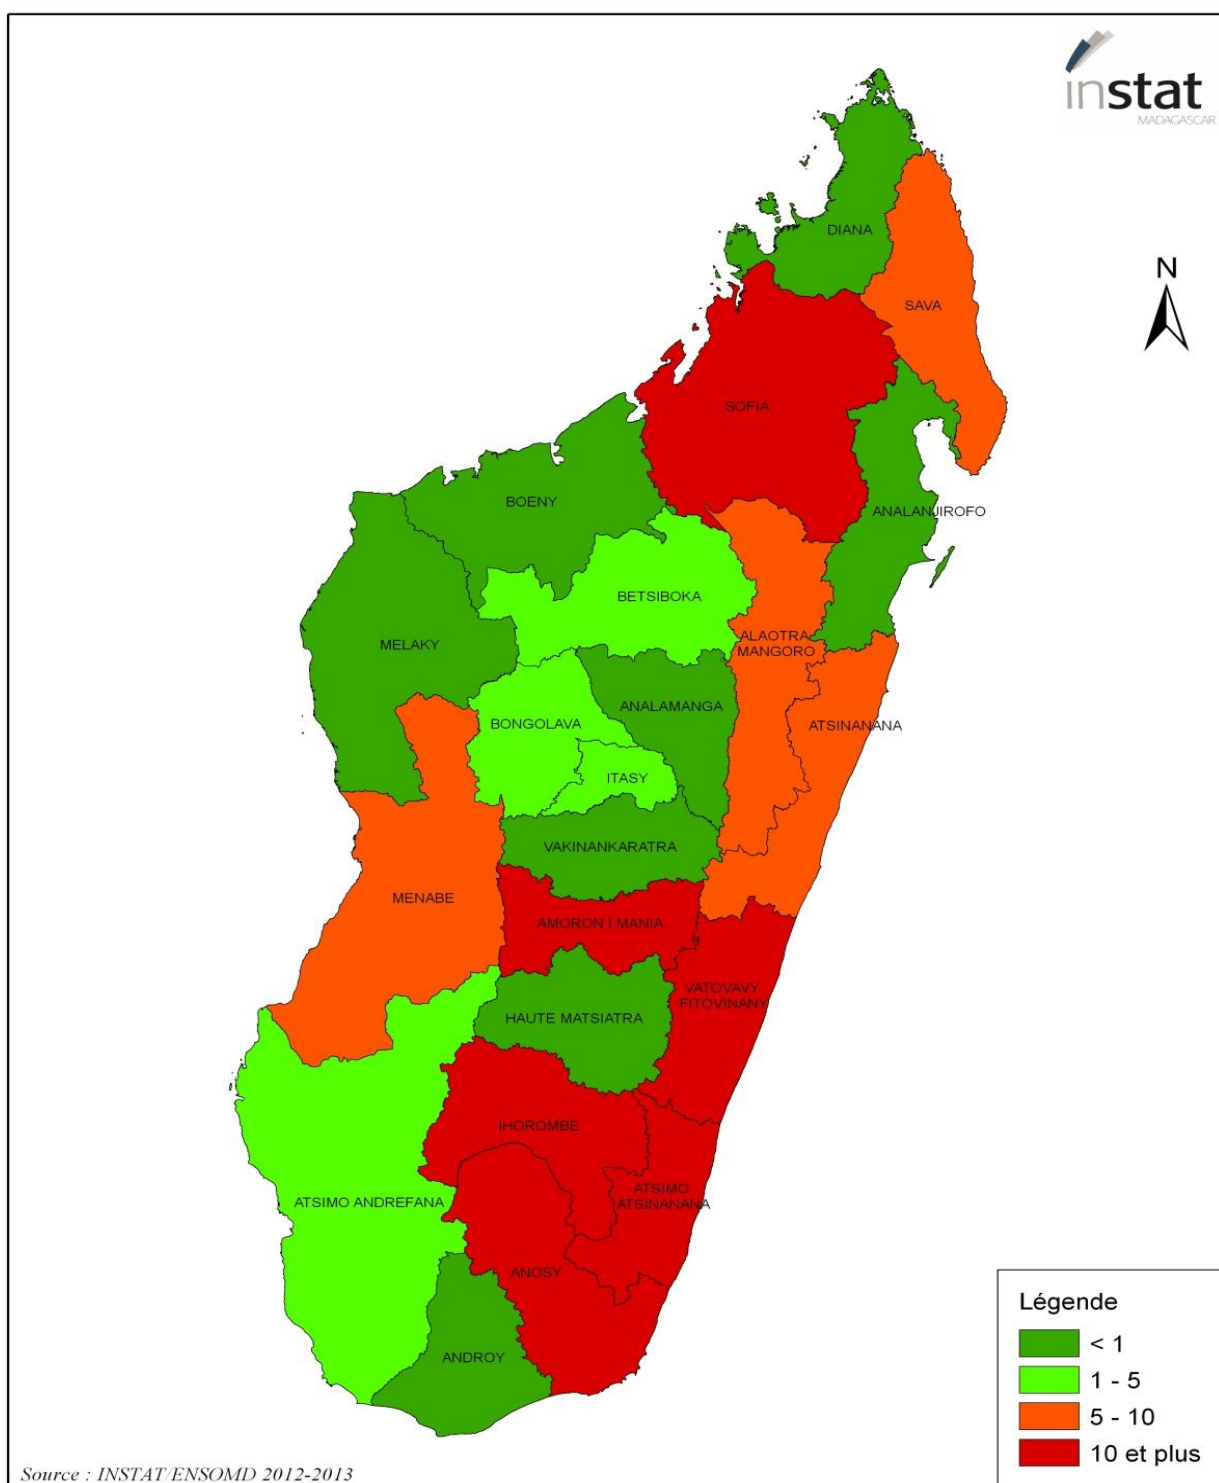 instat
MADAGASCAR
N
DIANA
SAVA
SOFIA
BOENY
ANALANJIROFO
BETSIBOKA
ALAOTRA
MANGORO
MELAKY
ANALAMANGA
BONGOLAVA
ATSINANANA
ITASY
VAKINANKARATRA
MENABE
AMORON I MANIA
VATOVAVY
FITOVINANY
HAUTE MATSIATRA
IHOROMBE
ATSIMO
ATSINANANA
ATSIMO ANDREFANA
ANOSY
ANDROY
Légende
< 1
1 - 5
5 - 10
10 et plus
Source : INSTAT/ENSOMD 2012-2013